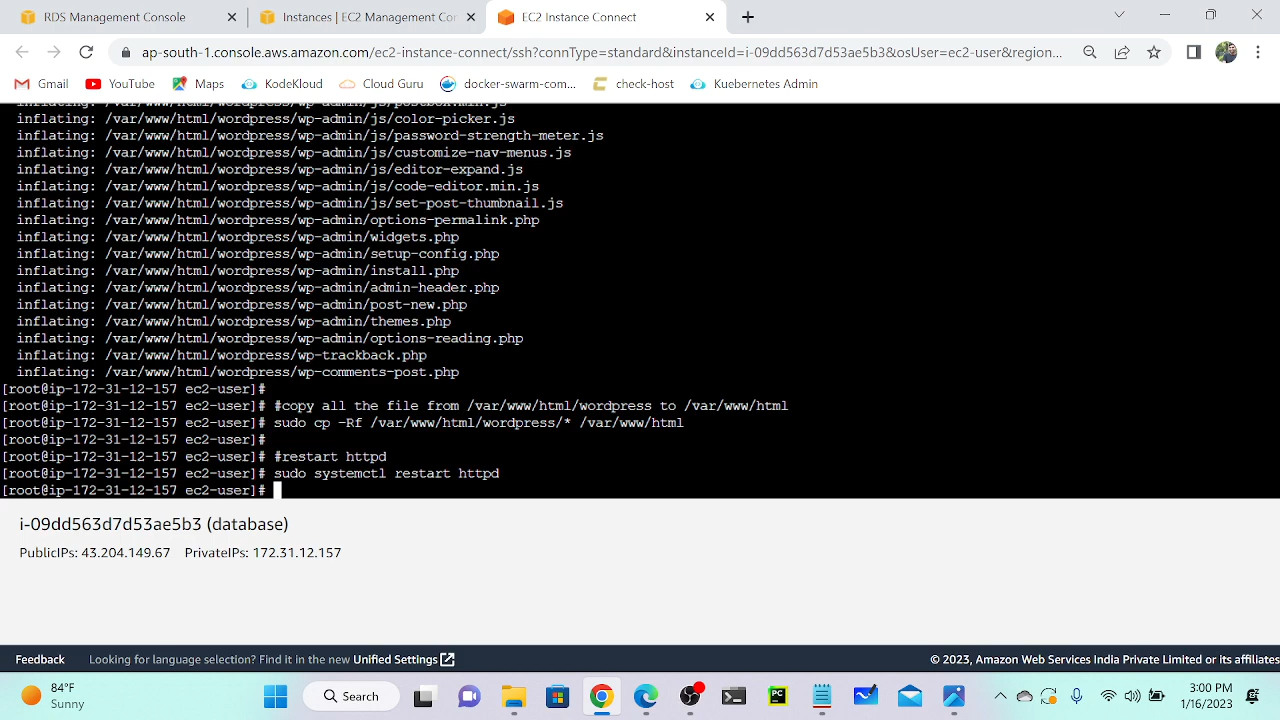 RDS Management Console
Instances | EC2 Management Con
EC2 Instance Connect
ap-south-1.console.aws.amazon.com/ec2-instance-connect/ssh?connType=standard&instanceId=i-09dd563d7d53ae5b3&osUser=ec2-user&region...
Gmail YouTube Maps KodeKloud Cloud Guru docker-swarm-com... check-host Kuebernetes Admin
inflating: /var/www/html/wordpress/wp-admin/js/postbox.min.js
inflating: /var/www/html/wordpress/wp-admin/js/color-picker.js
inflating: /var/www/html/wordpress/wp-admin/js/password-strength-meter.js
inflating: /var/www/html/wordpress/wp-admin/js/customize-nav-menus.js
inflating: /var/www/html/wordpress/wp-admin/js/editor-expand.js
inflating: /var/www/html/wordpress/wp-admin/js/code-editor.min.js
inflating: /var/www/html/wordpress/wp-admin/js/set-post-thumbnail.js
inflating: /var/www/html/wordpress/wp-admin/options-permalink.php
inflating: /var/www/html/wordpress/wp-admin/widgets.php
inflating: /var/www/html/wordpress/wp-admin/setup-config.php
inflating: /var/www/html/wordpress/wp-admin/install.php
inflating: /var/www/html/wordpress/wp-admin/admin-header.php
inflating: /var/www/html/wordpress/wp-admin/post-new.php
inflating: /var/www/html/wordpress/wp-admin/themes.php
inflating: /var/www/html/wordpress/wp-admin/options-reading.php
inflating: /var/www/html/wordpress/wp-trackback.php
inflating: /var/www/html/wordpress/wp-comments-post.php
[root@ip-172-31-12-157 ec2-user]#
[root@ip-172-31-12-157 ec2-user]# #copy all the file from /var/www/html/wordpress to /var/www/html
[root@ip-172-31-12-157 ec2-user]# sudo cp -Rf /var/www/html/wordpress/* /var/www/html
[root@ip-172-31-12-157 ec2-user]#
[root@ip-172-31-12-157 ec2-user]# #restart httpd
[root@ip-172-31-12-157 ec2-user]# sudo systemctl restart httpd
[root@ip-172-31-12-157 ec2-user]#
i-09dd563d7d53ae5b3 (database)
PublicIPs: 43.204.149.67 PrivateIPs: 172.31.12.157
Feedback Looking for language selection? Find it in the new Unified Settings © 2023, Amazon Web Services India Private Limited or its affiliates
84°F
Sunny
Search
PC
3:00 PM
1/16/2023